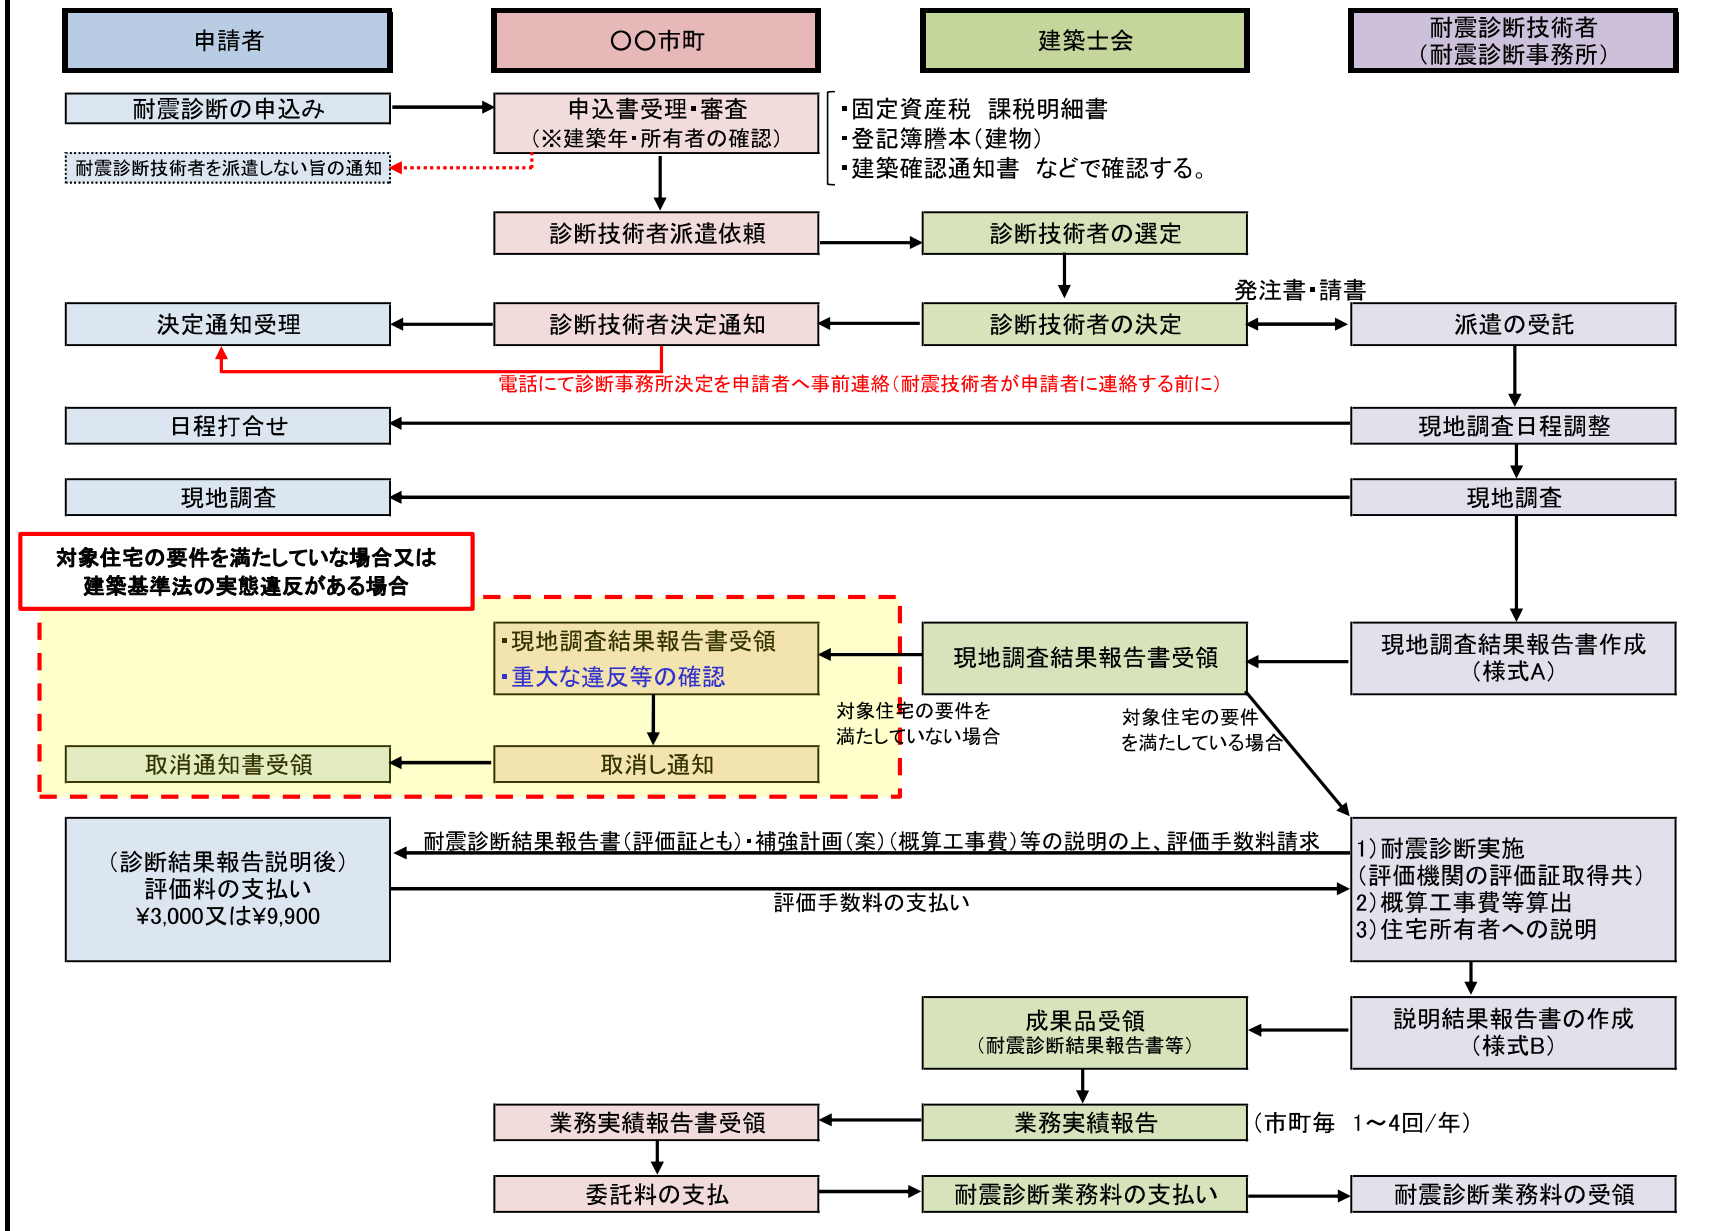 申請者
〇〇市町
建築士会
耐震診断技術者
（耐震診断事務所）
耐震診断の申込み
申込書受理・審査
（※建築年・所有者の確認）
・固定資産税　課税明細書
・登記簿謄本（建物）
・建築確認通知書　などで確認する。
耐震診断技術者を派遣しない旨の通知
診断技術者派遣依頼
診断技術者の選定
発注書・請書
決定通知受理
診断技術者決定通知
診断技術者の決定
派遣の受託
電話にて診断事務所決定を申請者へ事前連絡（耐震技術者が申請者に連絡する前に）
日程打合せ
現地調査日程調整
現地調査
現地調査
対象住宅の要件を満たしていな場合又は
建築基準法の実態違反がある場合
・現地調査結果報告書受領
・重大な違反等の確認
現地調査結果報告書受領
現地調査結果報告書作成
（様式A）
対象住宅の要件を
満たしていない場合
対象住宅の要件
を満たしている場合
取消通知書受領
取消し通知
耐震診断結果報告書（評価証とも）・補強計画（案）（概算工事費）等の説明の上、評価手数料請求
（診断結果報告説明後）
評価料の支払い
¥3,000又は¥9,900
評価手数料の支払い
1）耐震診断実施
（評価機関の評価証取得共）
2）概算工事費等算出
3）住宅所有者への説明
成果品受領
（耐震診断結果報告書等）
説明結果報告書の作成
（様式B）
業務実績報告書受領
業務実績報告
（市町毎　1～4回/年）
委託料の支払
耐震診断業務料の支払い
耐震診断業務料の受領